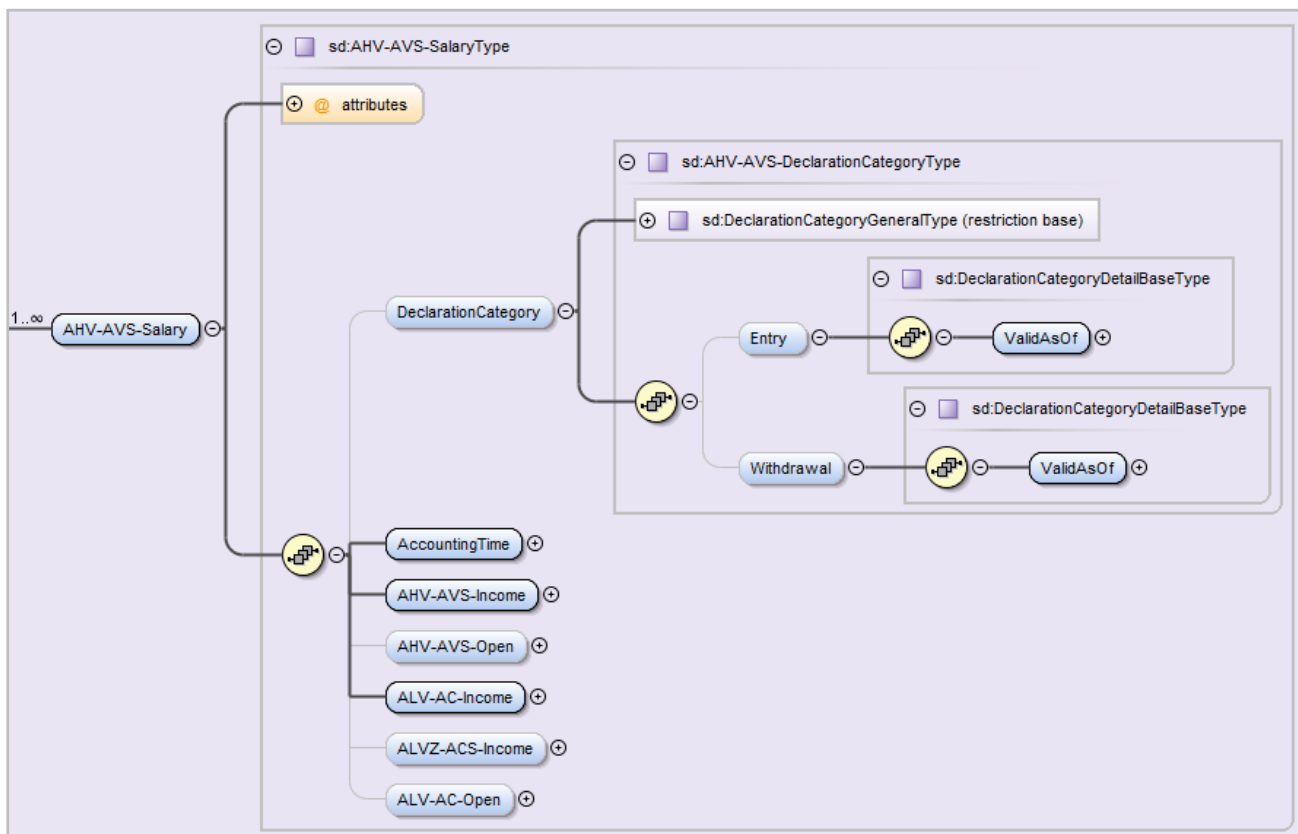 sd:AHV-AVS-SalaryType
@ attributes
sd:AHV-AVS-DeclarationCategoryType
sd:DeclarationCategoryGeneralType (restriction base)
sd:DeclarationCategoryDetailBaseType
DeclarationCategory
1..∞
AHV-AVS-Salary
Entry
ValidAsOf
sd:DeclarationCategoryDetailBaseType
Withdrawal
ValidAsOf
AccountingTime
AHV-AVS-Income
AHV-AVS-Open
ALV-AC-Income
ALVZ-ACS-Income
ALV-AC-Open